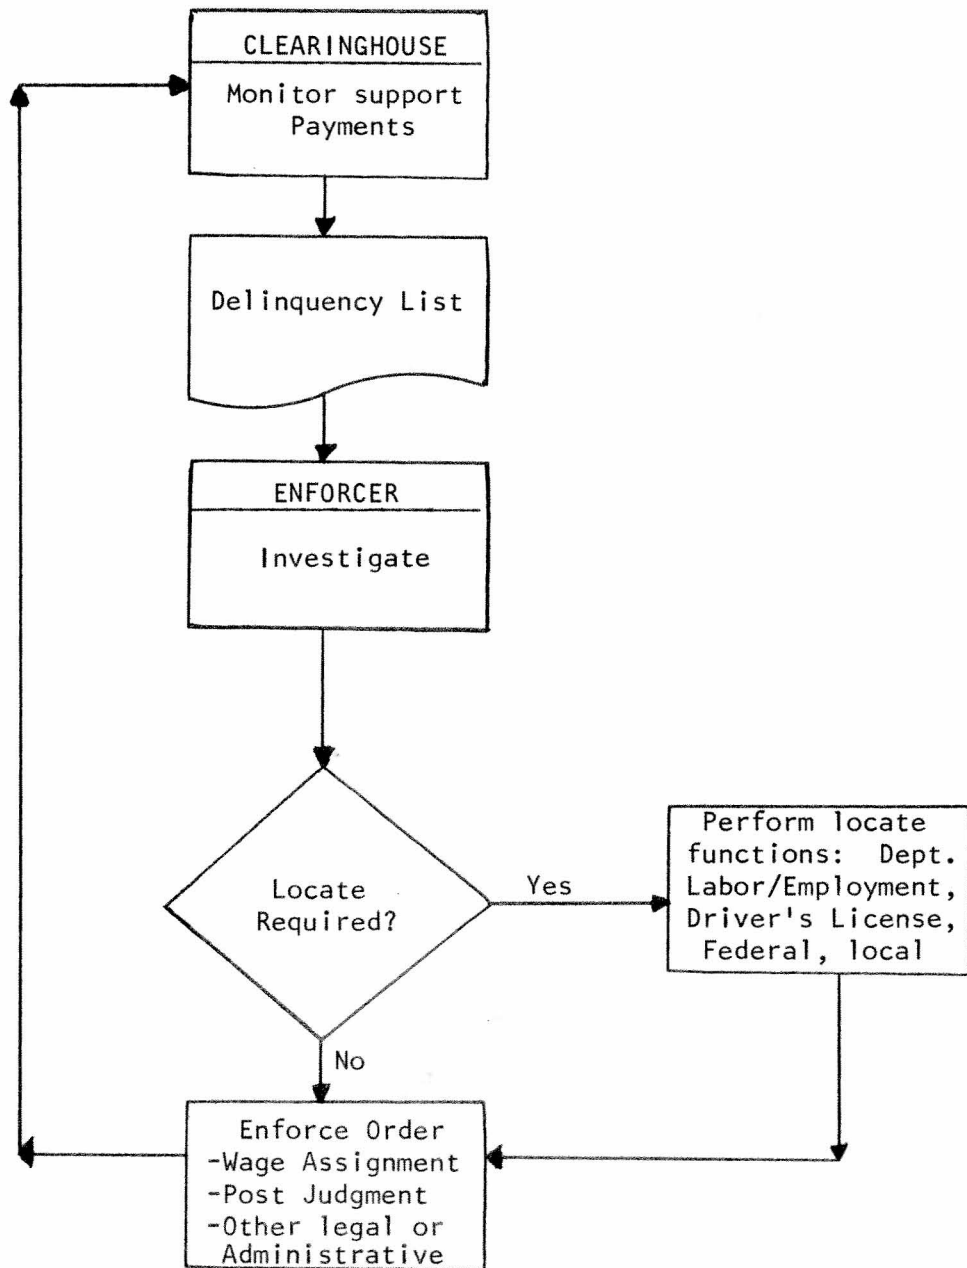 CLEARINGHOUSE
Monitor support
Payments
Delinquency List
ENFORCER
Investigate
Locate
Required?
Yes
Perform locate
functions: Dept.
Labor/Employment,
Driver's License,
Federal, local
No
Enforce Order
-Wage Assignment
-Post Judgment
-Other legal or
Administrative